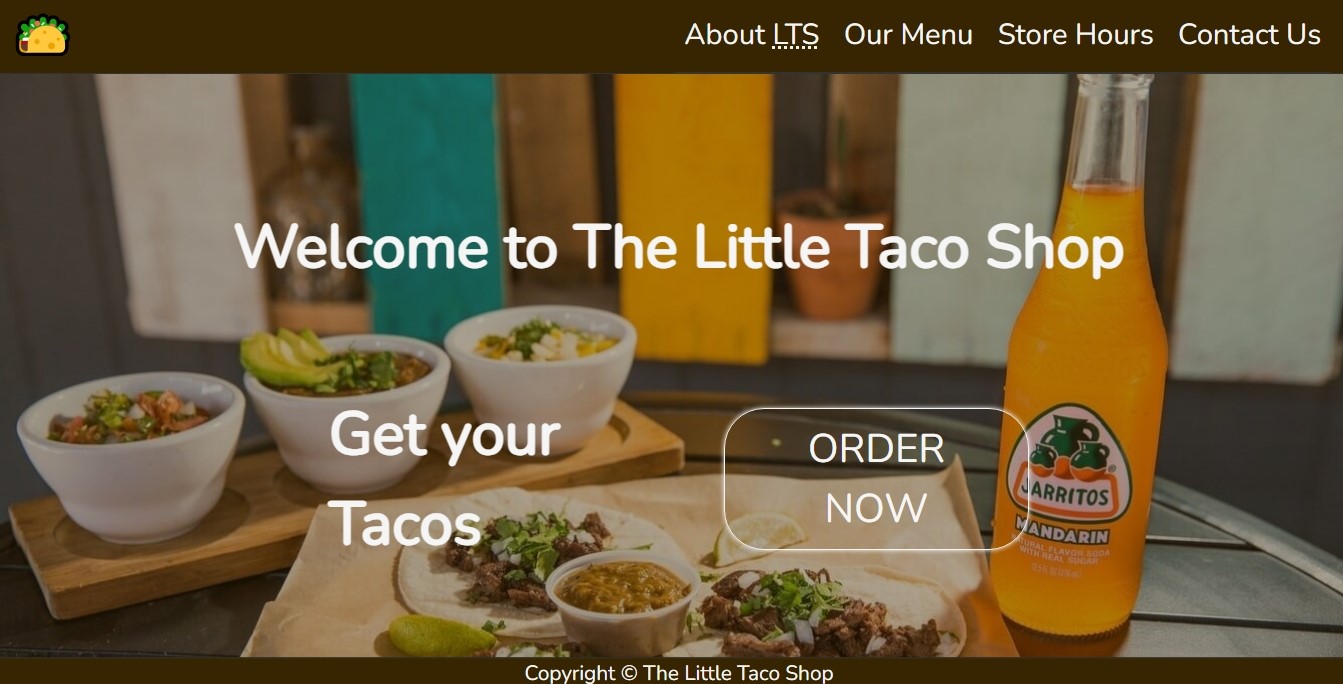 About LTS Our Menu Store Hours Contact Us
Welcome to The Little Taco Shop
Get your
Tacos
ORDER
NOW
JARRITOS
®
MANDARIN
NATURAL FLAVOR SODA
WITH REAL SUGAR
Copyright © The Little Taco Shop